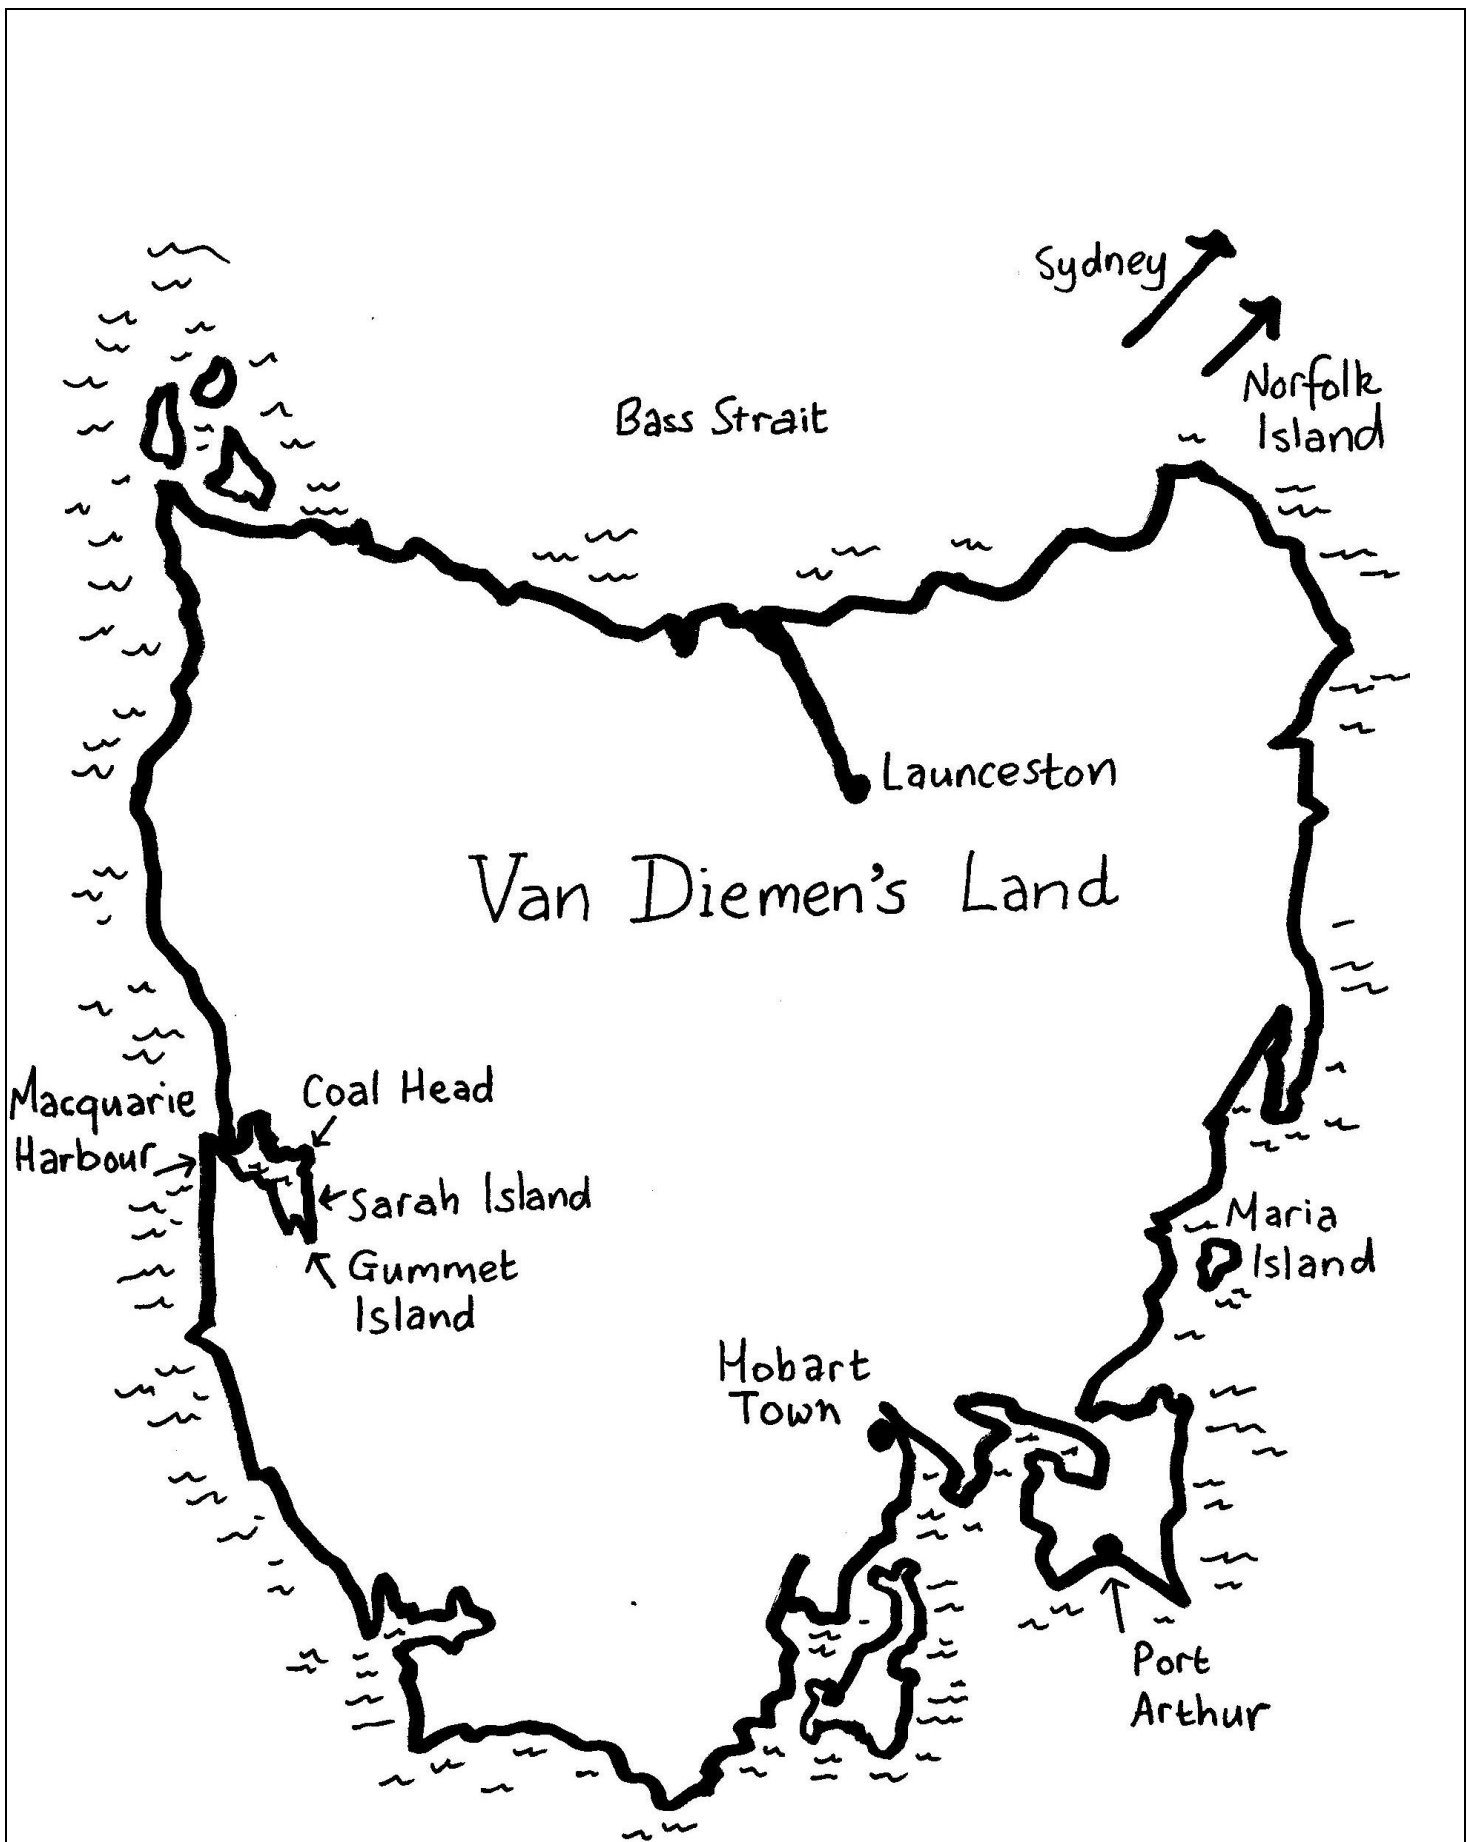 Sydney
Norfolk
Island
Bass Strait
Launceston
Van Diemen's Land
Macquarie
Harbour
Coal Head
Sarah Island
Gummet
Island
Maria
Island
Hobart
Town
Port
Arthur